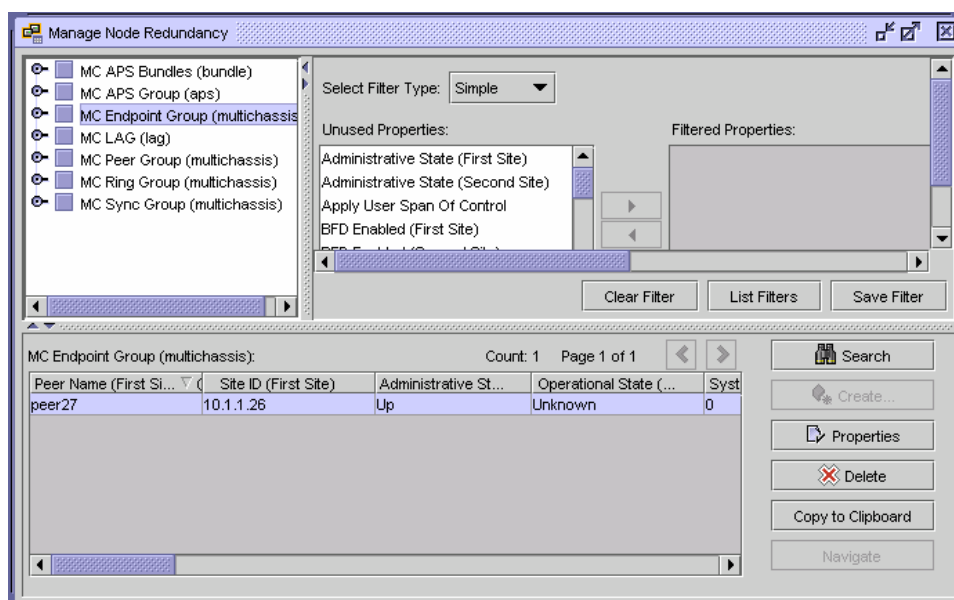 Manage Node Redundancy
MC APS Bundles (bundle)
MC APS Group (aps)
MC Endpoint Group (multichassis
MC LAG (lag)
MC Peer Group (multichassis)
MC Ring Group (multichassis)
MC Sync Group (multichassis)
Select Filter Type: Simple
Unused Properties: Filtered Properties:
Administrative State (First Site)
Administrative State (Second Site)
Apply User Span Of Control
BFD Enabled (First Site)
Clear Filter List Filters Save Filter
MC Endpoint Group (multichassis): Count: 1 Page 1 of 1
Peer Name (First Si... ( Site ID (First Site) Administrative St... Operational State (... Syst
peer27 10.1.1.26 Up Unknown 0
Search
Create...
Properties
Delete
Copy to Clipboard
Navigate